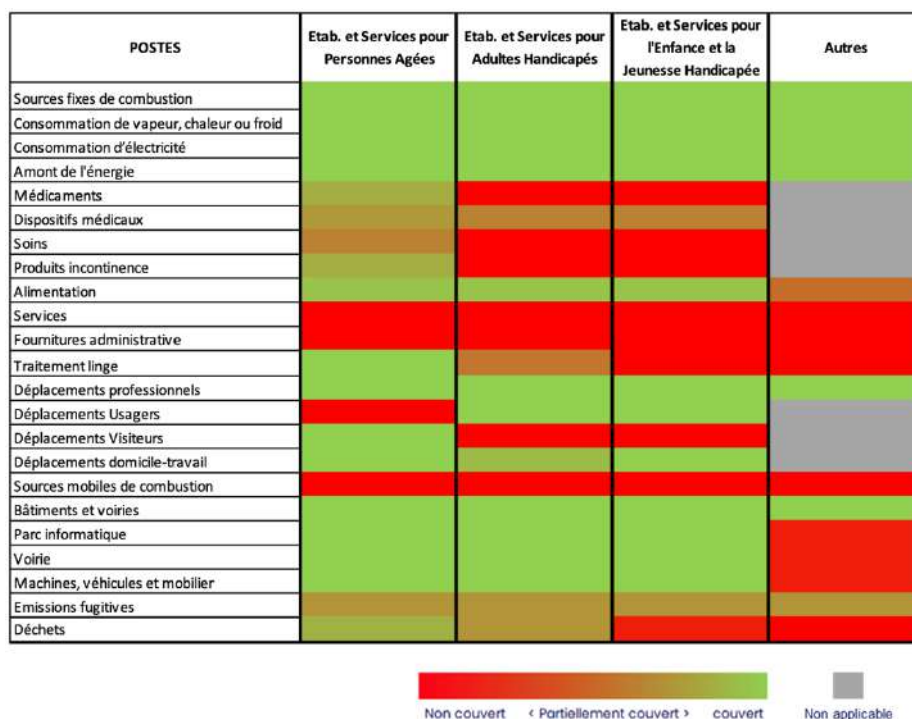 POSTES
Etab. et Services pour
Personnes Agées
Etab. et Services pour
Adultes Handicapés
Etab. et Services pour
l'Enfance et la
Jeunesse Handicapée
Autres
Sources fixes de combustion
Consommation de vapeur, chaleur ou froid
Consommation d'électricité
Amont de l'énergie
Médicaments
Dispositifs médicaux
Soins
Produits incontinence
Alimentation
Services
Fournitures administrative
Traitement linge
Déplacements professionnels
Déplacements Usagers
Déplacements Visiteurs
Déplacements domicile-travail
Sources mobiles de combustion
Bâtiments et voiries
Parc informatique
Voirie
Machines, véhicules et mobilier
Emissions fugitives
Déchets
Non couvert < Partiellement couvert > couvert Non applicable